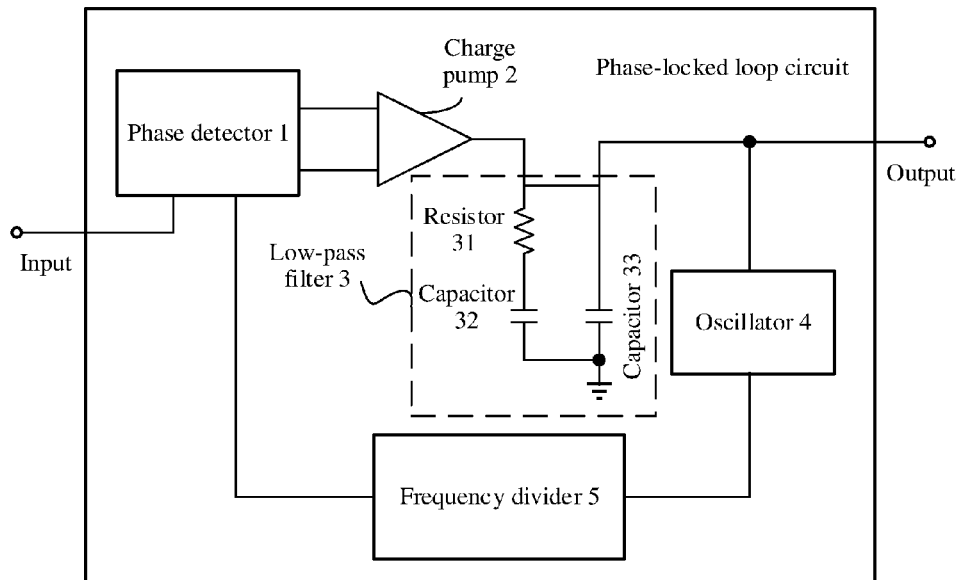 Charge
pump 2
Phase-locked loop circuit
Phase detector 1
Output
Input
Resistor
31
Low-pass
filter 3
Capacitor
32
Capacitor 33
Oscillator 4
Frequency divider 5